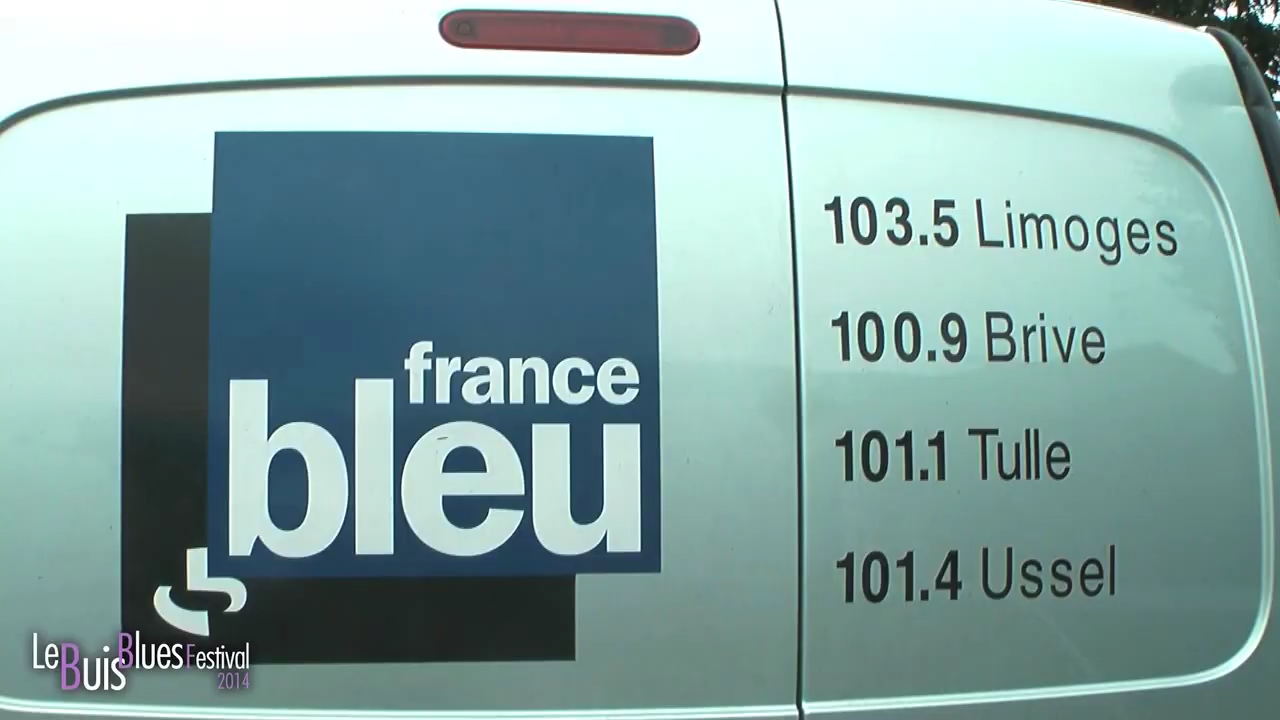 france
bleu
103.5 Limoges
100.9 Brive
101.1 Tulle
101.4 Ussel
Le Buis Blues Festival
2014